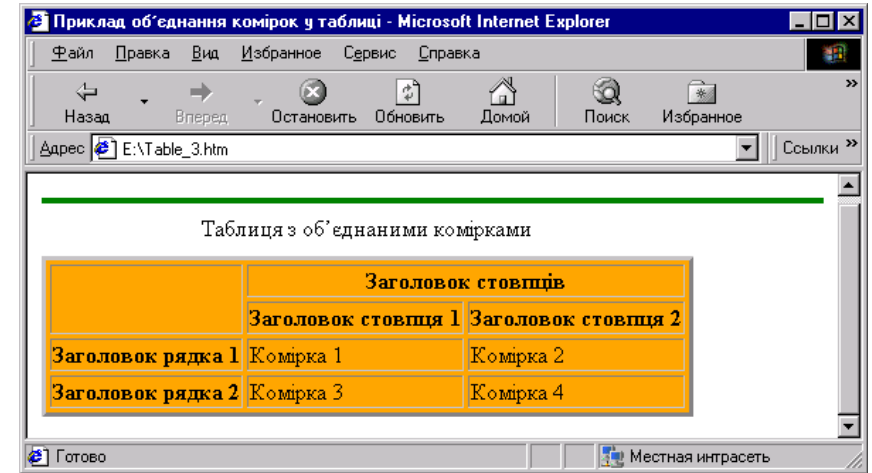 Приклад об´єднання комірок у таблиці - Microsoft Internet Explorer
Файл Правка Вид Избранное Сервис Справка
Назад Вперед Остановить Обновить Домой Поиск Избранное »
Адрес E:\Table_3.htm Ссылки »
Таблиця з об’єднаними комірками
Заголовок стовпців
Заголовок стовпця 1 Заголовок стовпця 2
Заголовок рядка 1 Комірка 1 Комірка 2
Заголовок рядка 2 Комірка 3 Комірка 4
Готово Местная интрасеть